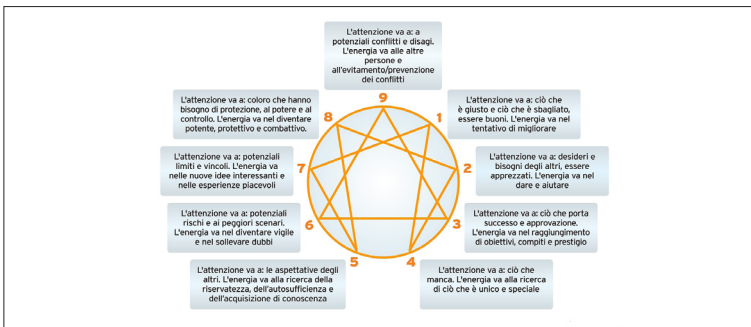 L'attenzione va a: a
potenziali conflitti e disagi.
L'energia va alle altre
persone e
all'evitamento/prevenzione
dei conflitti
9
L'attenzione va a: coloro che hanno
bisogno di protezione, al potere e al
controllo. L'energia va nel diventare
potente, protettivo e combattivo.
8
1
L'attenzione va a: ciò che
è giusto e ciò che è sbagliato,
essere buoni. L'energia va nel
tentativo di migliorare
L'attenzione va a: potenziali
limiti e vincoli. L'energia va
nelle nuove idee interessanti e
nelle esperienze piacevoli
7
2
L'attenzione va a: desideri e
bisogni degli altri, essere
apprezzati. L'energia va nel
dare e aiutare
L'attenzione va a: potenziali
rischi e ai peggiori scenari.
L'energia va nel diventare vigile
e nel sollevare dubbi
6
3
L'attenzione va a: ciò che porta
successo e approvazione.
L'energia va nel raggiungimento
di obiettivi, compiti e prestigio
L'attenzione va a: le aspettative degli
altri. L'energia va alla ricerca della
riservatezza, dell'autosufficienza e
dell'acquisizione di conoscenza
5
4
L'attenzione va a: ciò che
manca. L'energia va alla ricerca
di ciò che è unico e speciale